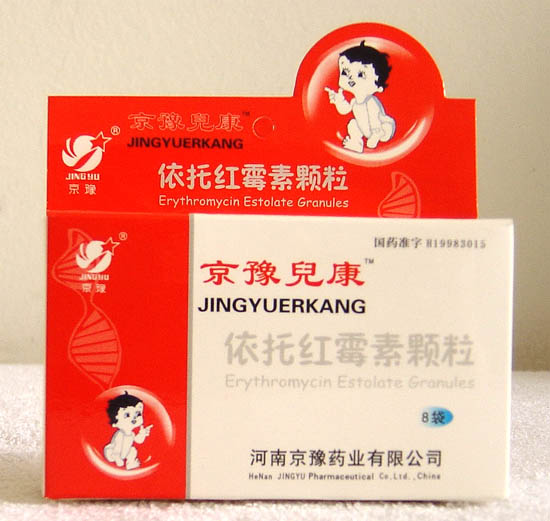 京豫兒康™
JINGYUERKANG
®
JINGYU
京豫
依托红霉素颗粒
Erythromycin Estolate Granules
国药准字 H19983015
®
JINGYU
京豫
京豫兒康™
JINGYUERKANG
依托红霉素颗粒
Erythromycin Estolate Granules
8袋
河南京豫药业有限公司
HeNan JINGYU Pharmaceutical Co.,Ltd.,China